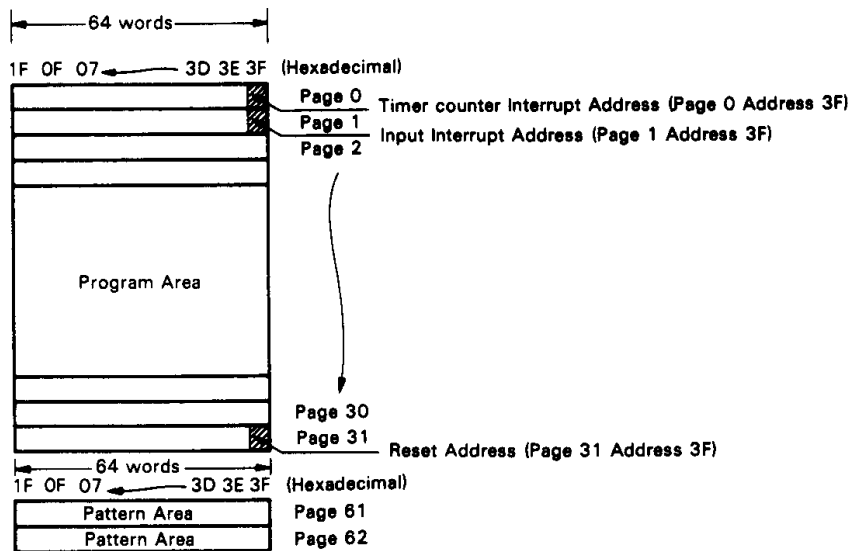 64 words
1F 0F 07 3D 3E 3F (Hexadecimal)
Page 0
Timer counter Interrupt Address (Page 0 Address 3F)
Page 1
Input Interrupt Address (Page 1 Address 3F)
Page 2
Program Area
Page 30
Page 31
Reset Address (Page 31 Address 3F)
64 words
1F 0F 07 3D 3E 3F (Hexadecimal)
Pattern Area Page 61
Pattern Area Page 62